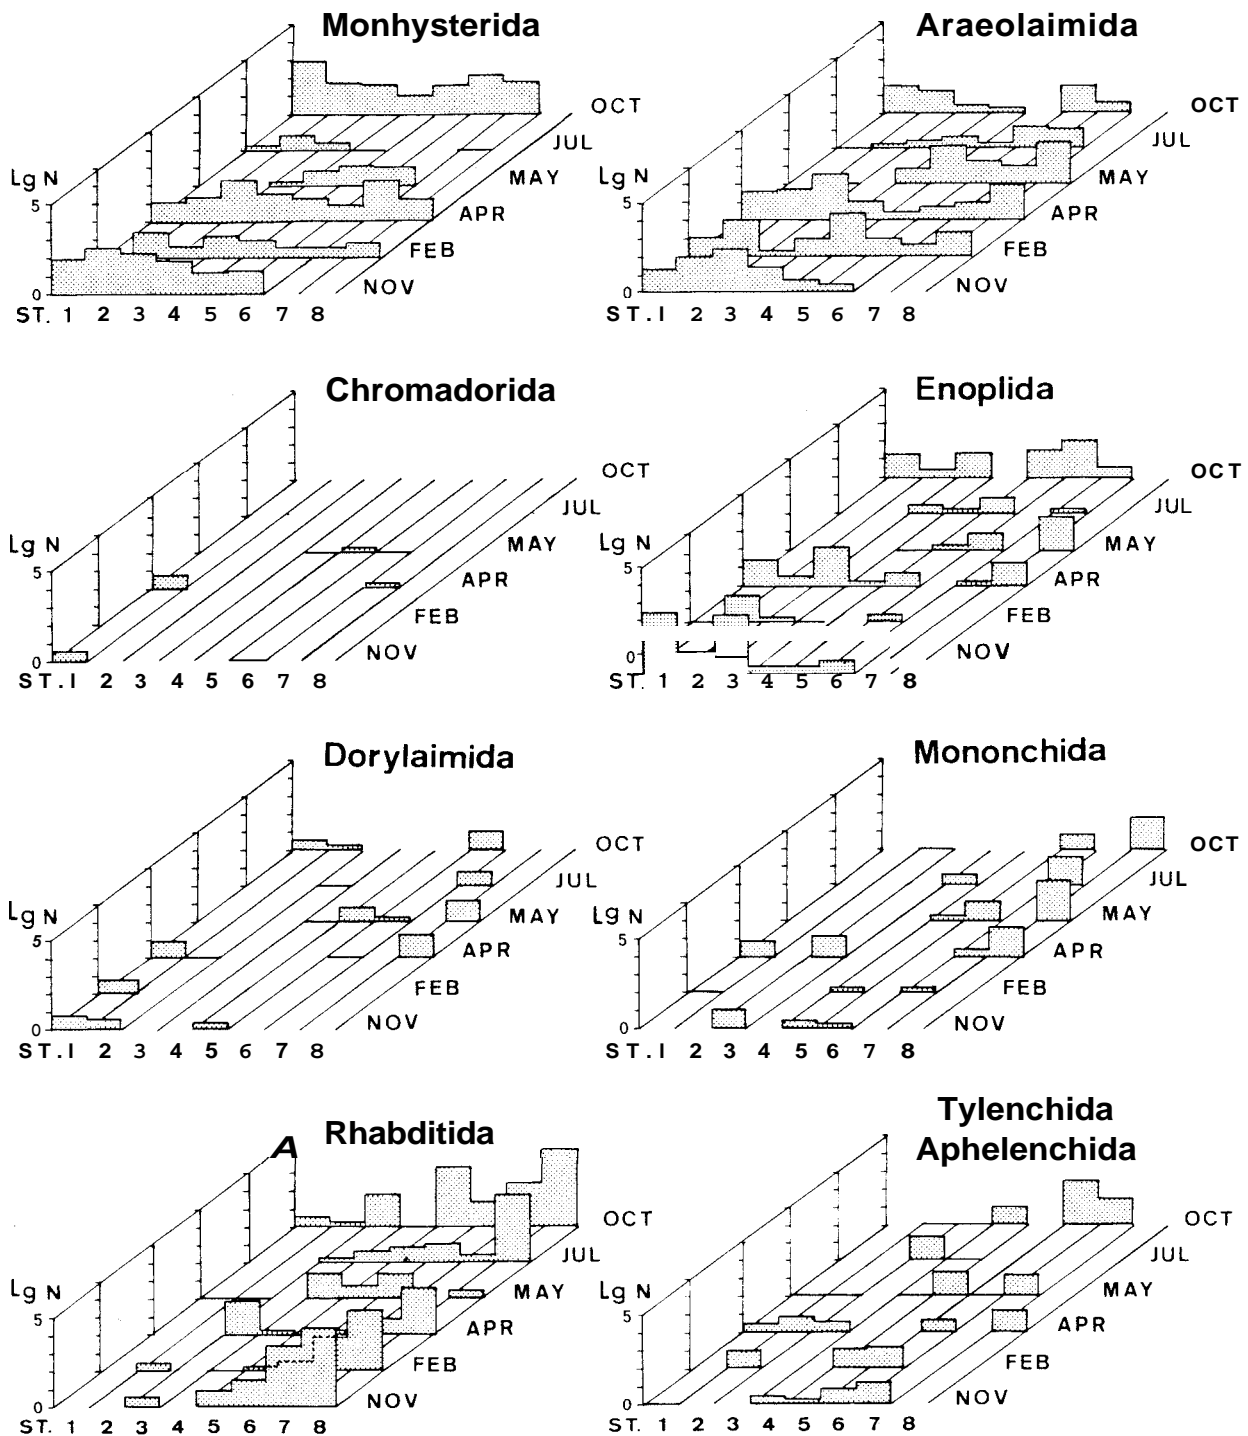 Monhysterida
Lg N
5
0
ST. 1 2 3 4 5 6 7 8
NOV
FEB
APR
MAY
JUL
OCT
Araeolaimida
Lg N
5
0
ST.I 2 3 4 5 6 7 8
NOV
FEB
APR
MAY
JUL
OCT
Chromadorida
Lg N
5
0
ST.I 2 3 4 5 6 7 8
NOV
FEB
APR
MAY
JUL
OCT
Enoplida
Lg N
5
0
ST. 1 2 3 4 5 6 7 8
NOV
FEB
APR
MAY
JUL
OCT
Dorylaimida
Lg N
5
0
ST.I 2 3 4 5 6 7 8
NOV
FEB
APR
MAY
JUL
OCT
Mononchida
Lg N
5
0
ST.I 2 3 4 5 6 7 8
NOV
FEB
APR
MAY
JUL
OCT
A Rhabditida
Lg N
5
0
ST. 1 2 3 4 5 6 7 8
NOV
FEB
APR
MAY
JUL
OCT
Tylenchida
Aphelenchida
Lg N
5
0
ST. 1 2 3 4 5 6 7 8
NOV
FEB
APR
MAY
JUL
OCT